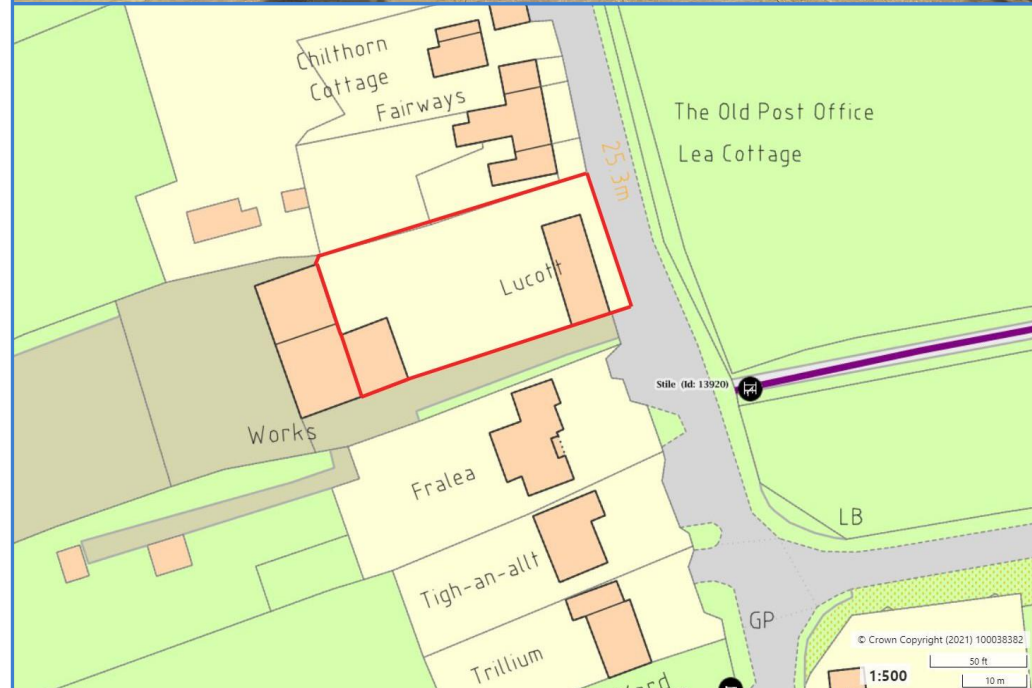 Chilthorn
Cottage
Fairways
25.3m
The Old Post Office
Lea Cottage
Lucott
Stile (Id: 13920)
Works
Fralea
LB
Tigh-an-allt
GP
Trillium
© Crown Copyright (2021) 100038382
50 ft
1:500
10 m